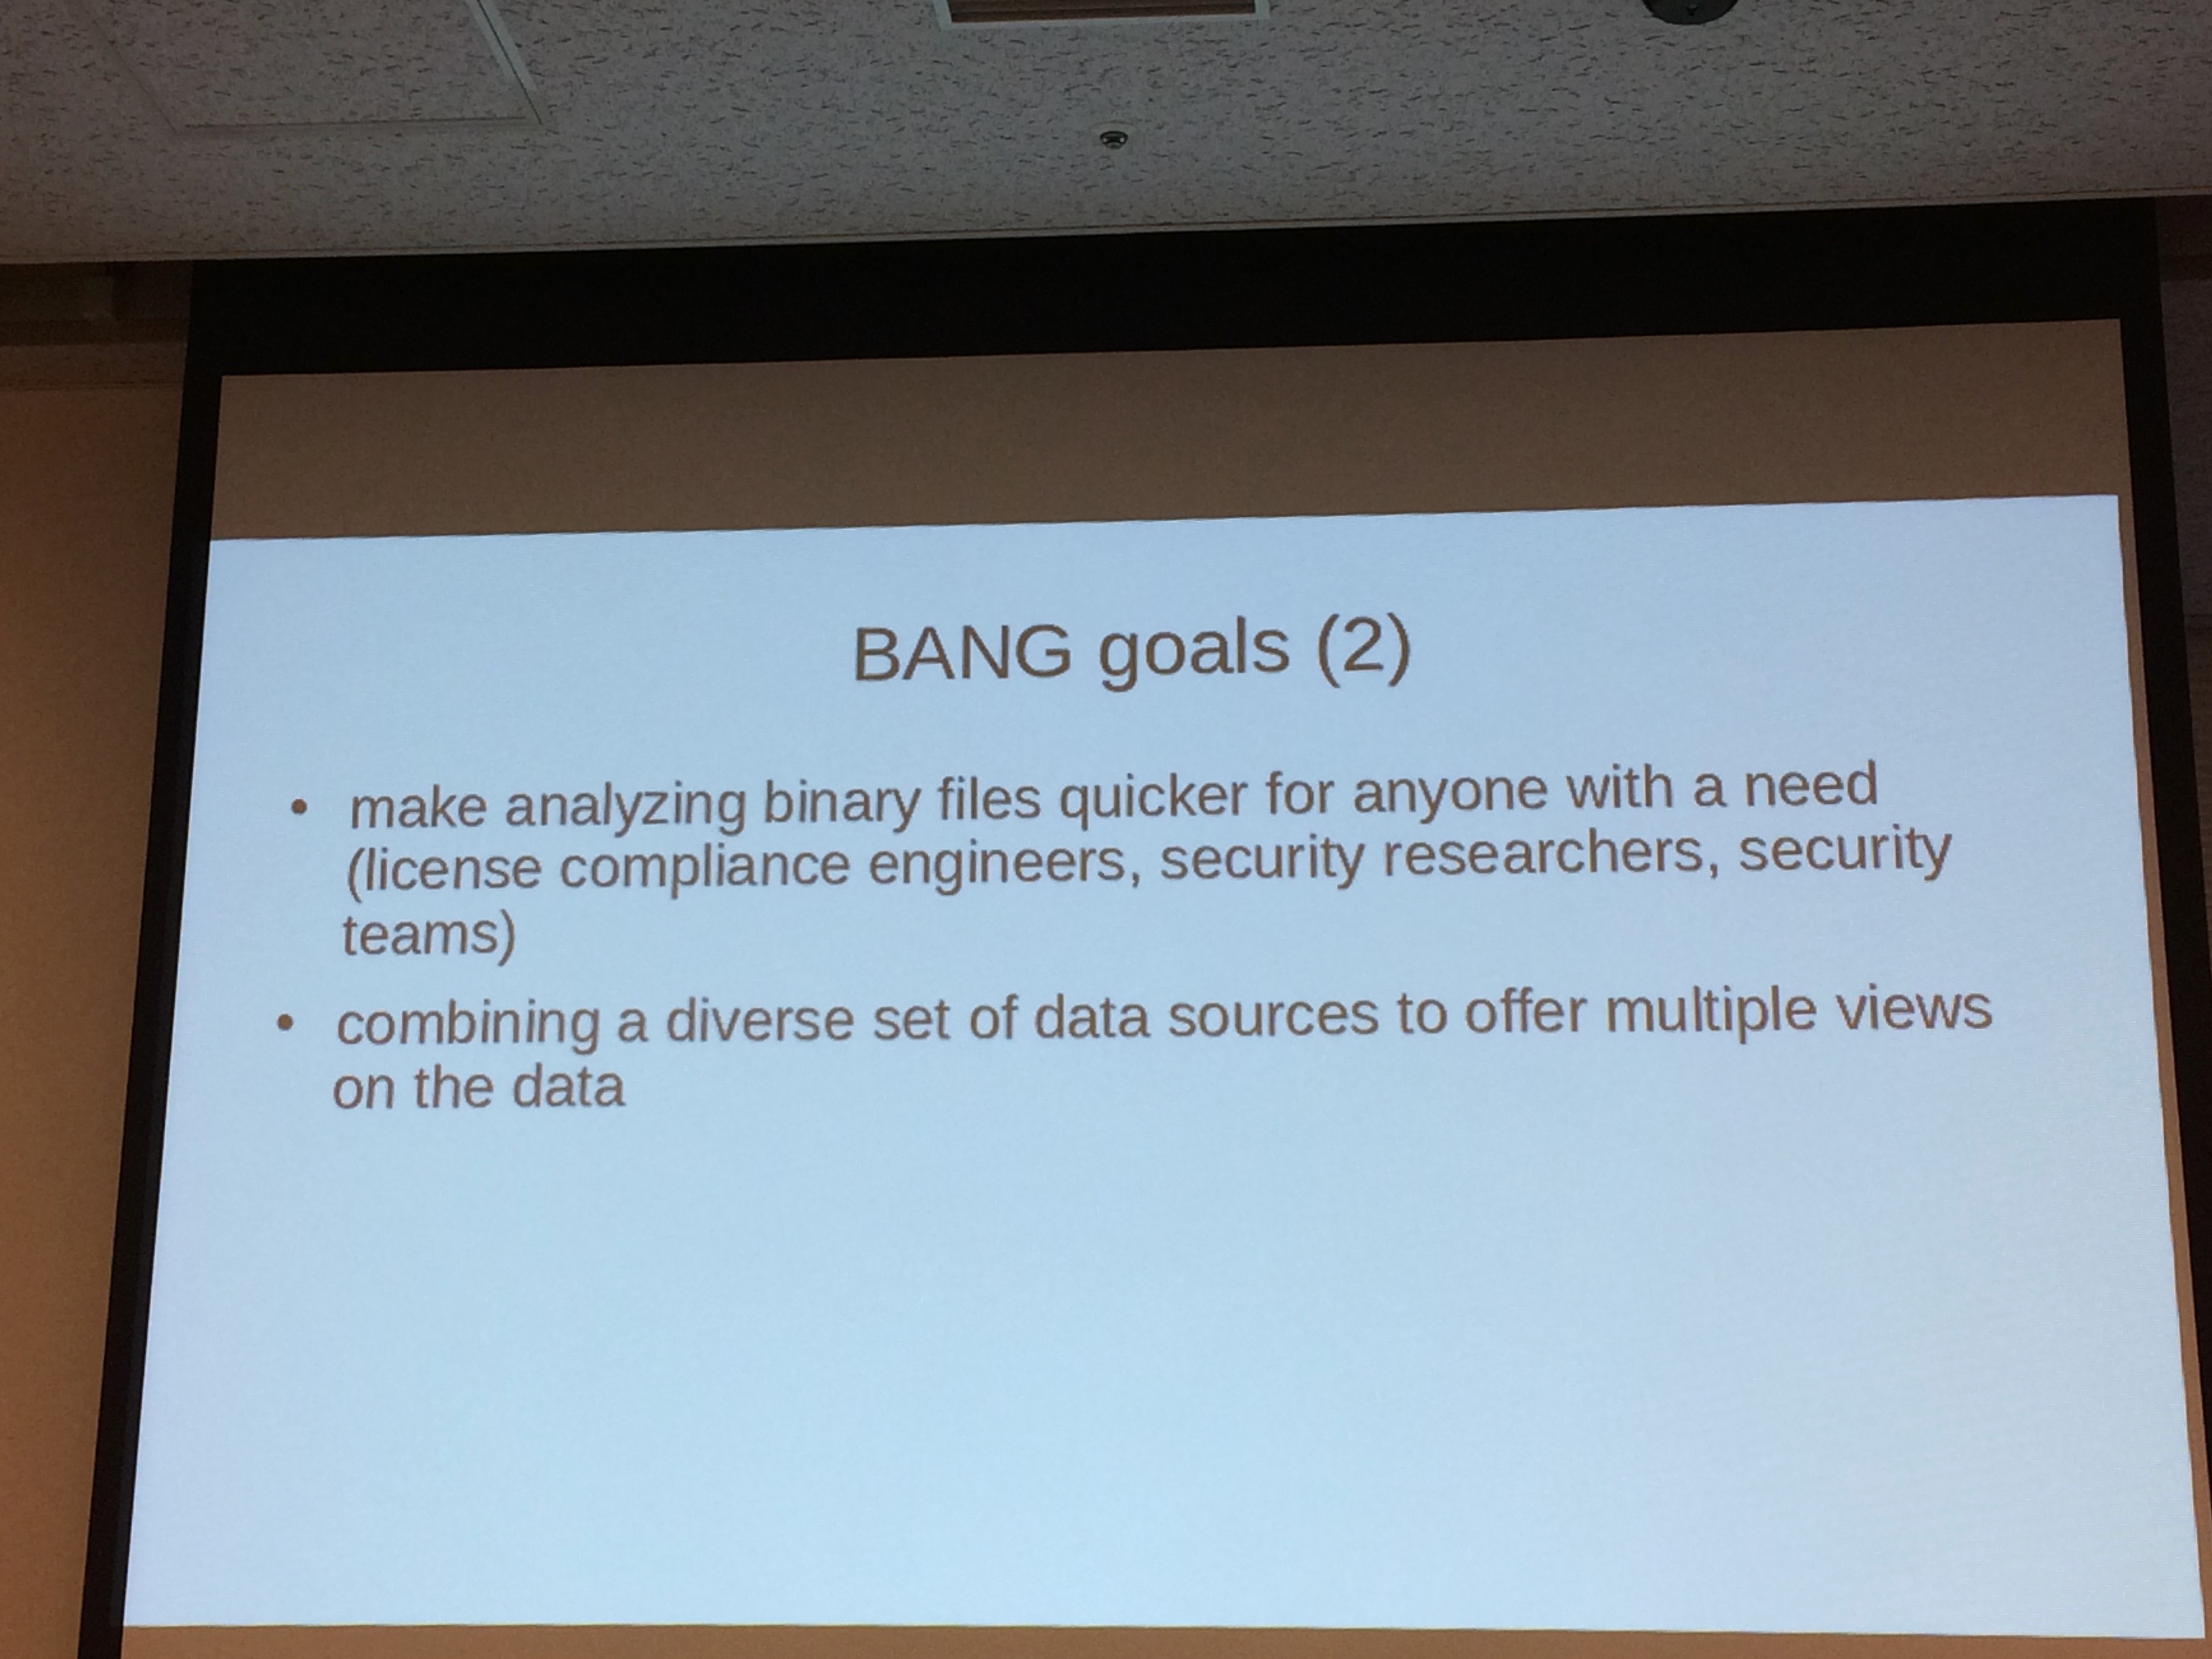 BANG goals (2)
• make analyzing binary files quicker for anyone with a need
(license compliance engineers, security researchers, security
teams)
• combining a diverse set of data sources to offer multiple views
on the data